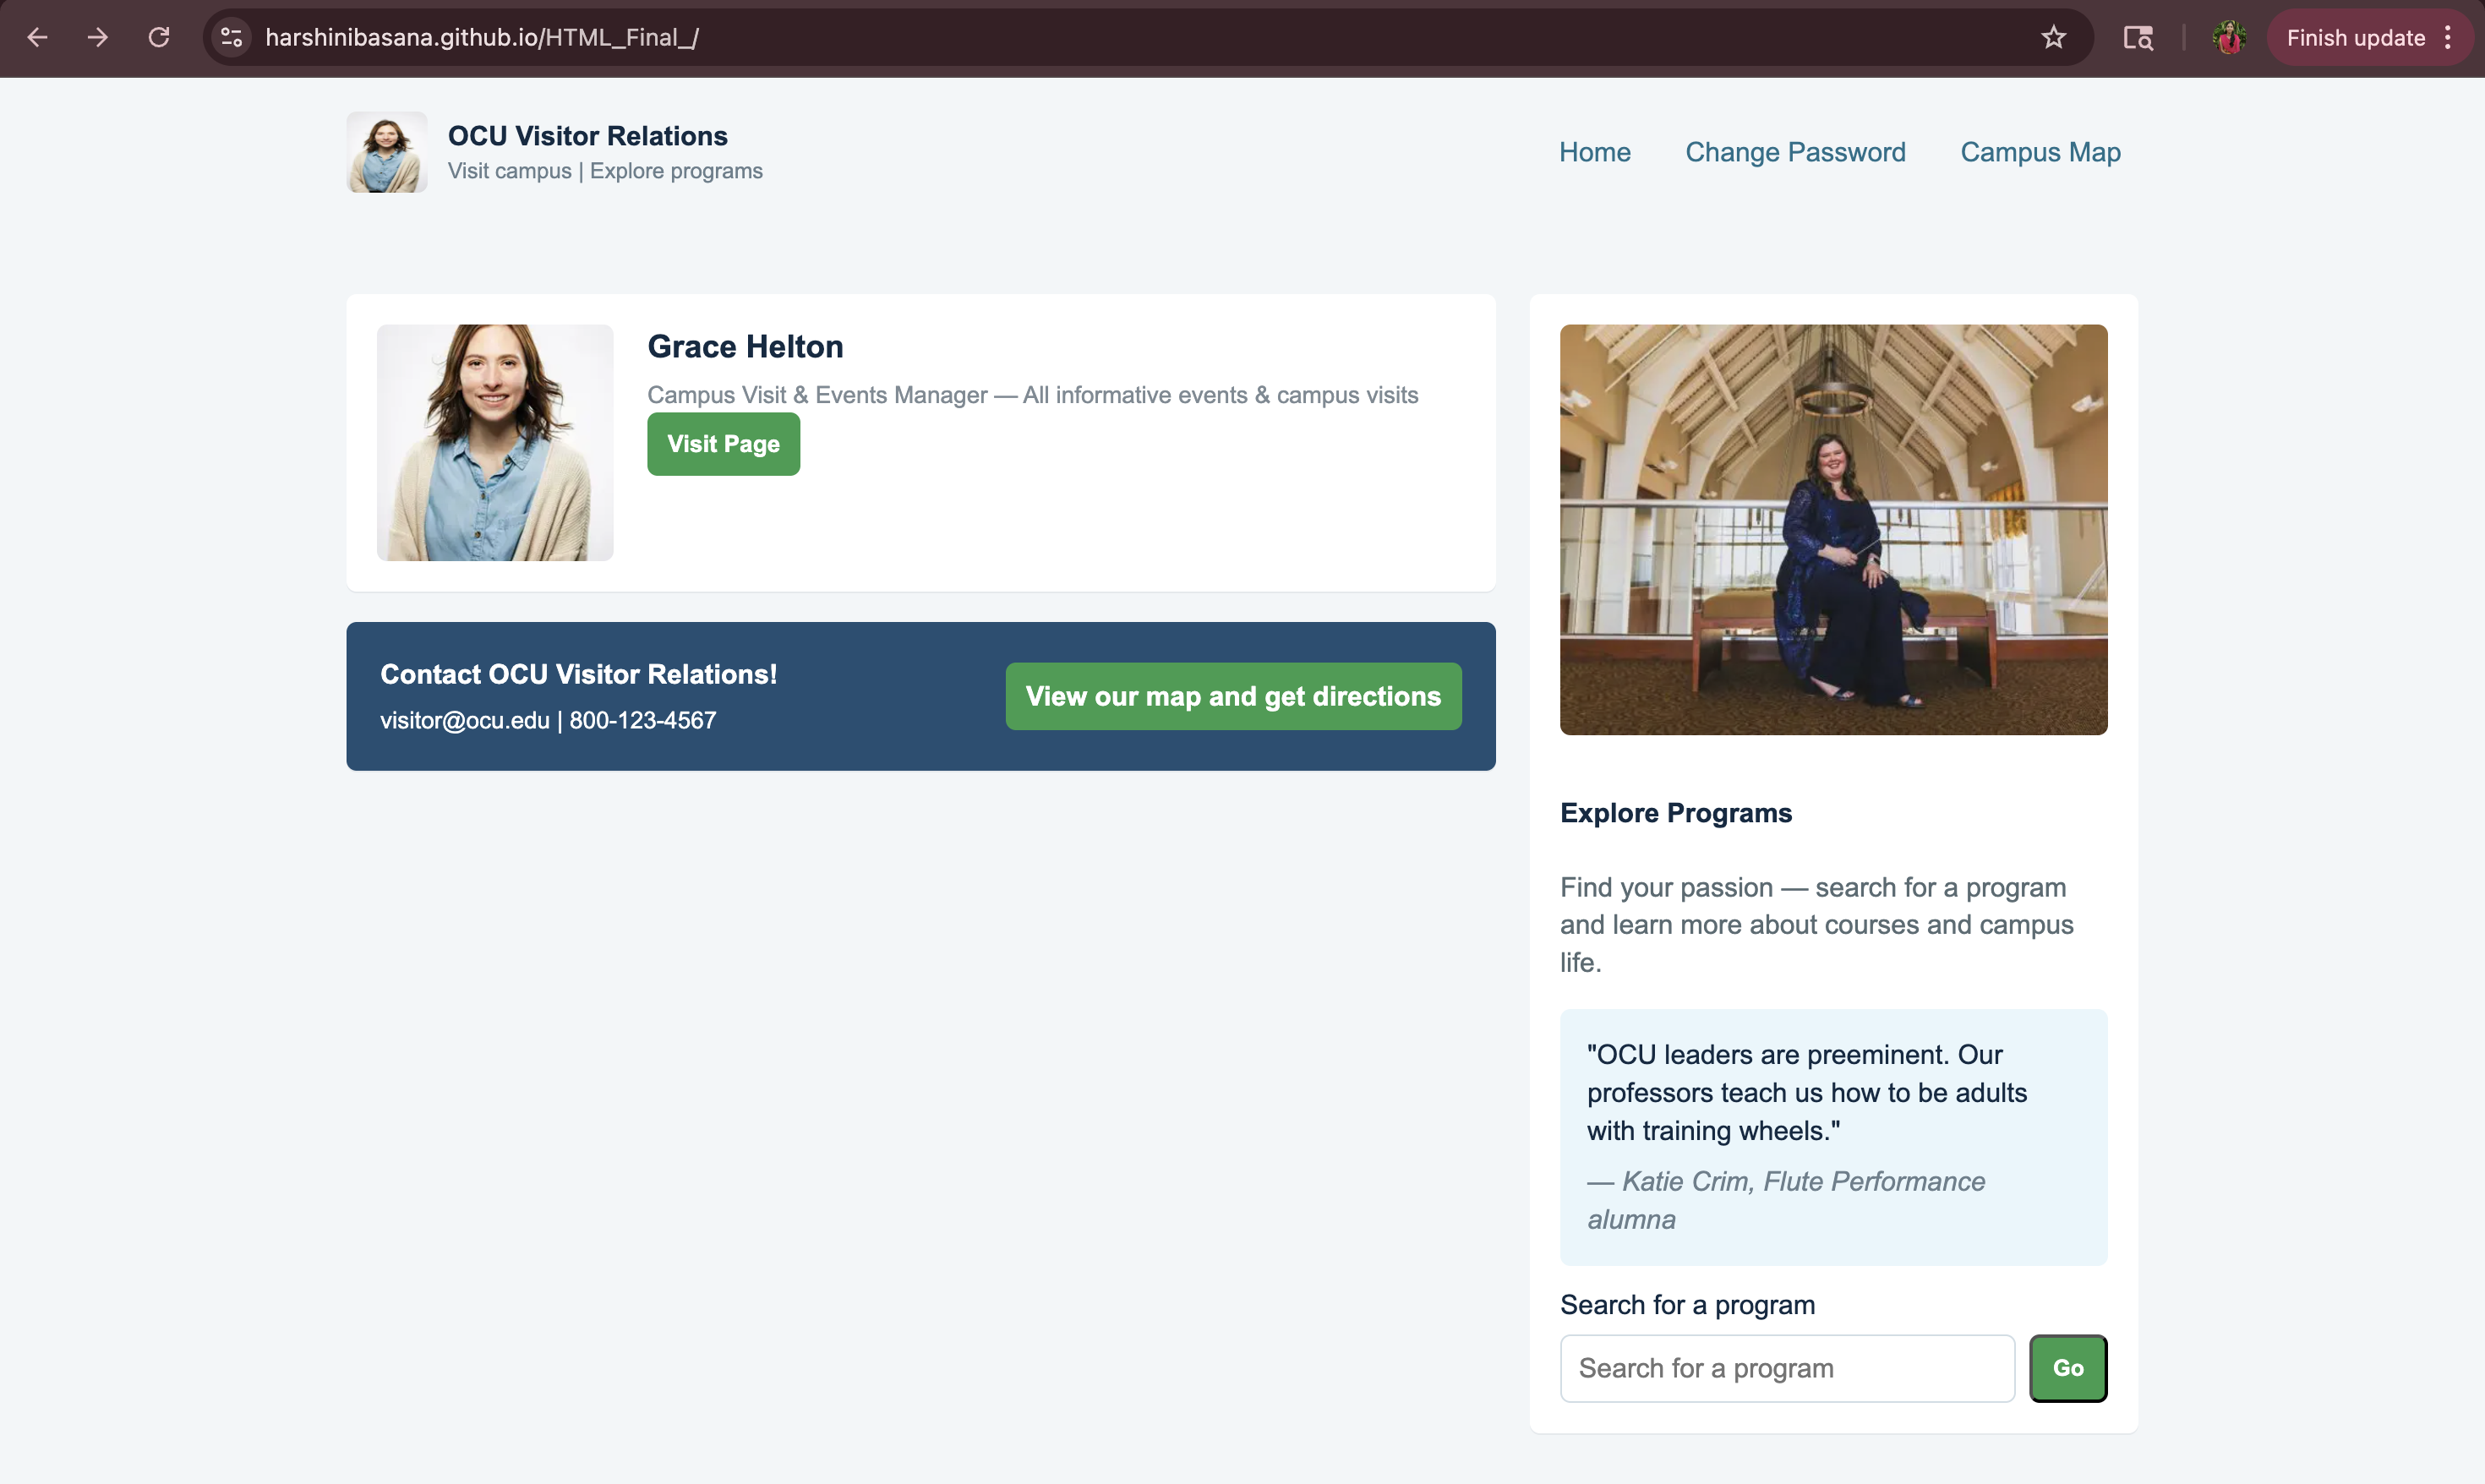 harshinibasana.github.io/HTML_Final_/
Finish update
OCU Visitor Relations
Visit campus | Explore programs
Home
Change Password
Campus Map
Grace Helton
Campus Visit & Events Manager — All informative events & campus visits
Visit Page
Contact OCU Visitor Relations!
visitor@ocu.edu | 800-123-4567
View our map and get directions
Explore Programs
Find your passion — search for a program
and learn more about courses and campus
life.
"OCU leaders are preeminent. Our
professors teach us how to be adults
with training wheels."
— Katie Crim, Flute Performance
alumna
Search for a program
Search for a program
Go